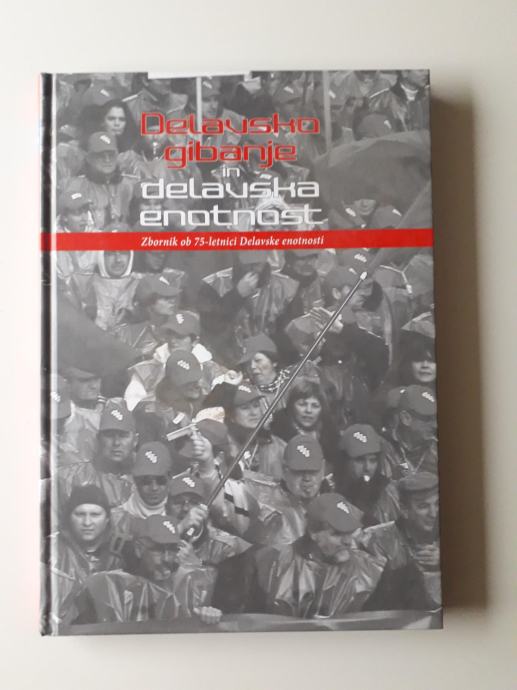 Delavsko
gibanje
in
delavska
enotnost
Zbornik ob 75-letnici Delavske enotnosti